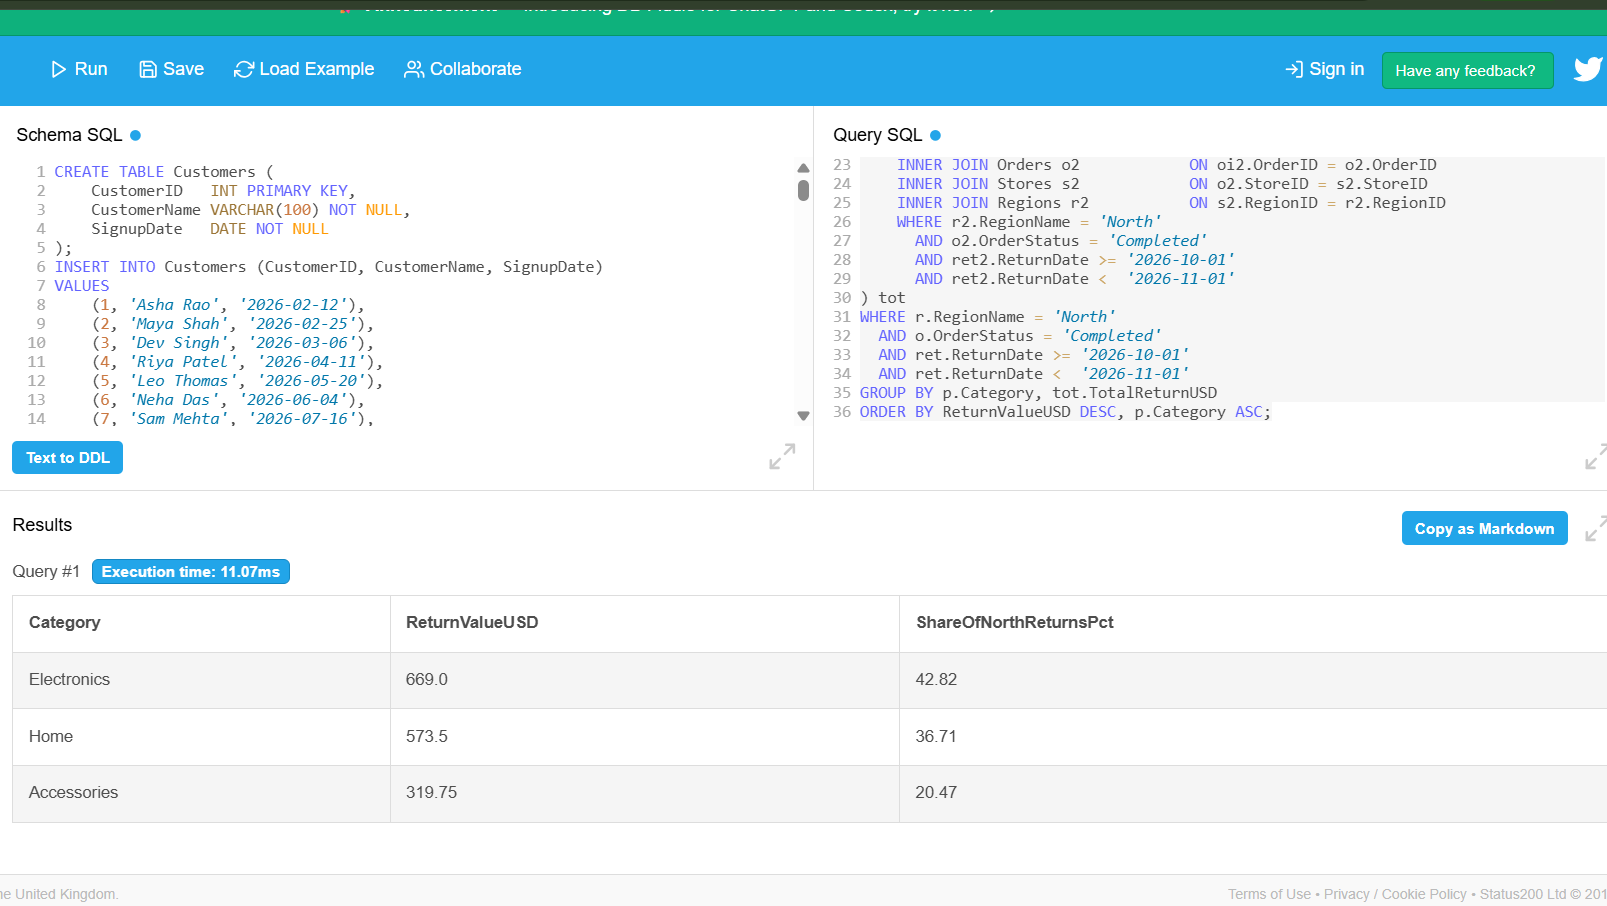 Run Save Load Example Collaborate Sign in Have any feedback?
Schema SQL
1 CREATE TABLE Customers (
2 CustomerID INT PRIMARY KEY,
3 CustomerName VARCHAR(100) NOT NULL,
4 SignupDate DATE NOT NULL
5 );
6 INSERT INTO Customers (CustomerID, CustomerName, SignupDate)
7 VALUES
8 (1, 'Asha Rao', '2026-02-12'),
9 (2, 'Maya Shah', '2026-02-25'),
10 (3, 'Dev Singh', '2026-03-06'),
11 (4, 'Riya Patel', '2026-04-11'),
12 (5, 'Leo Thomas', '2026-05-20'),
13 (6, 'Neha Das', '2026-06-04'),
14 (7, 'Sam Mehta', '2026-07-16'),
Text to DDL
Query SQL
23 INNER JOIN Orders o2 ON oi2.OrderID = o2.OrderID
24 INNER JOIN Stores s2 ON o2.StoreID = s2.StoreID
25 INNER JOIN Regions r2 ON s2.RegionID = r2.RegionID
26 WHERE r2.RegionName = 'North'
27 AND o2.OrderStatus = 'Completed'
28 AND ret2.ReturnDate >= '2026-10-01'
29 AND ret2.ReturnDate < '2026-11-01'
30 ) tot
31 WHERE r.RegionName = 'North'
32 AND o.OrderStatus = 'Completed'
33 AND ret.ReturnDate >= '2026-10-01'
34 AND ret.ReturnDate < '2026-11-01'
35 GROUP BY p.Category, tot.TotalReturnUSD
36 ORDER BY ReturnValueUSD DESC, p.Category ASC;
Results
Copy as Markdown
Query #1 Execution time: 11.07ms
Category ReturnValueUSD ShareOfNorthReturnsPct
Electronics 669.0 42.82
Home 573.5 36.71
Accessories 319.75 20.47
United Kingdom. Terms of Use • Privacy / Cookie Policy • Status200 Ltd ©